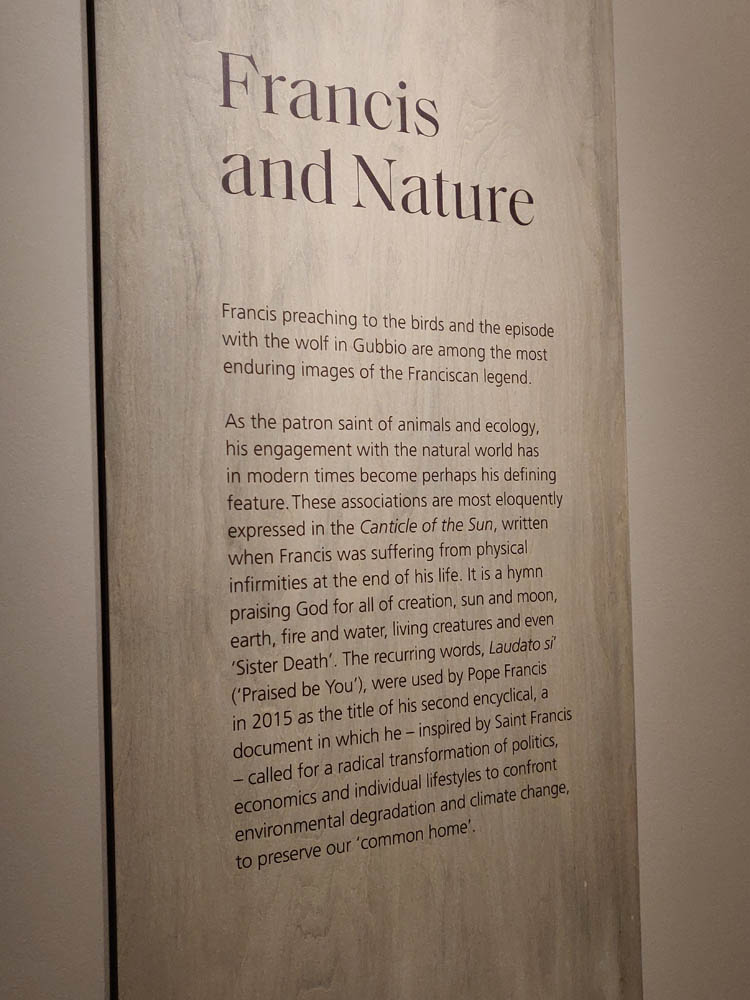 Francis
and Nature
Francis preaching to the birds and the episode
with the wolf in Gubbio are among the most
enduring images of the Franciscan legend.
As the patron saint of animals and ecology,
his engagement with the natural world has
in modern times become perhaps his defining
feature. These associations are most eloquently
expressed in the Canticle of the Sun, written
when Francis was suffering from physical
infirmities at the end of his life. It is a hymn
praising God for all of creation, sun and moon,
earth, fire and water, living creatures and even
‘Sister Death’. The recurring words, Laudato si’
(‘Praised be You’), were used by Pope Francis
in 2015 as the title of his second encyclical, a
document in which he – inspired by Saint Francis
– called for a radical transformation of politics,
economics and individual lifestyles to confront
environmental degradation and climate change,
to preserve our ‘common home’.